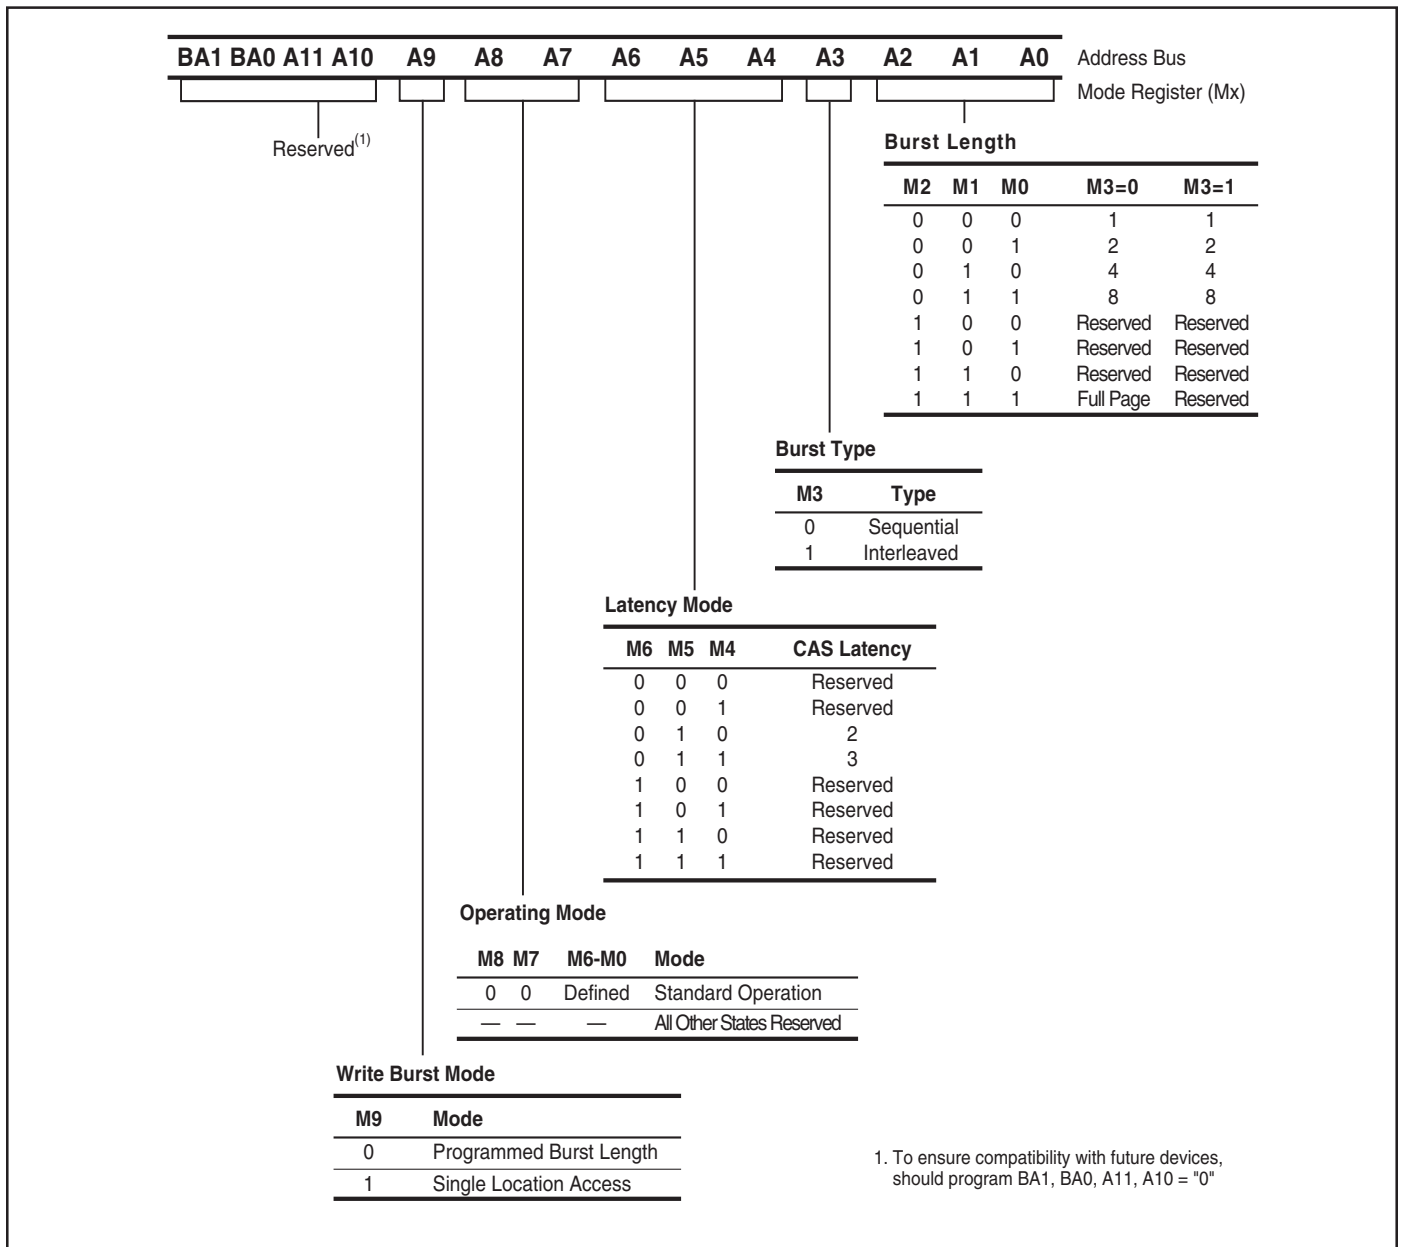 BA1 BA0 A11 A10 A9 A8 A7 A6 A5 A4 A3 A2 A1 A0 Address Bus
Mode Register (Mx)
Reserved(1)
Burst Length
M2 M1 M0 M3=0 M3=1
0 0 0 1 1
0 0 1 2 2
0 1 0 4 4
0 1 1 8 8
1 0 0 Reserved Reserved
1 0 1 Reserved Reserved
1 1 0 Reserved Reserved
1 1 1 Full Page Reserved
Burst Type
M3 Type
0 Sequential
1 Interleaved
Latency Mode
M6 M5 M4 CAS Latency
0 0 0 Reserved
0 0 1 Reserved
0 1 0 2
0 1 1 3
1 0 0 Reserved
1 0 1 Reserved
1 1 0 Reserved
1 1 1 Reserved
Operating Mode
M8 M7 M6-M0 Mode
0 0 Defined Standard Operation
— — — All Other States Reserved
Write Burst Mode
M9 Mode
0 Programmed Burst Length
1 Single Location Access
1. To ensure compatibility with future devices,
should program BA1, BA0, A11, A10 = "0"